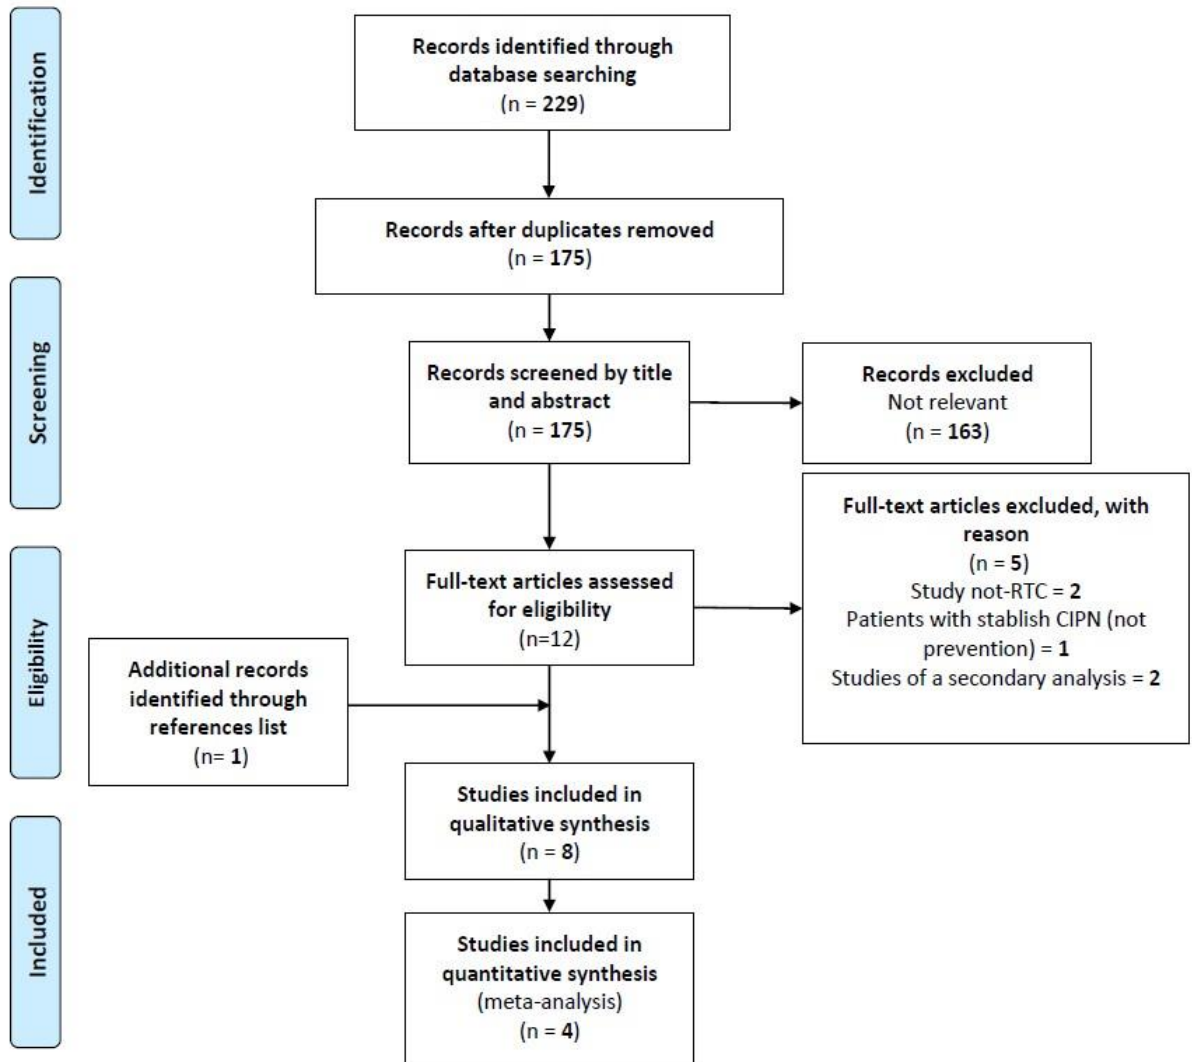 Identification
Records identified through
database searching
(n = 229)
Records after duplicates removed
(n = 175)
Screening
Records screened by title
and abstract
(n = 175)
Records excluded
Not relevant
(n = 163)
Eligibility
Full-text articles assessed
for eligibility
(n=12)
Full-text articles excluded, with
reason
(n = 5)
Study not-RTC = 2
Patients with stablish CIPN (not
prevention) = 1
Studies of a secondary analysis = 2
Additional records
identified through
references list
(n= 1)
Included
Studies included in
qualitative synthesis
(n = 8)
Studies included in
quantitative synthesis
(meta-analysis)
(n = 4)